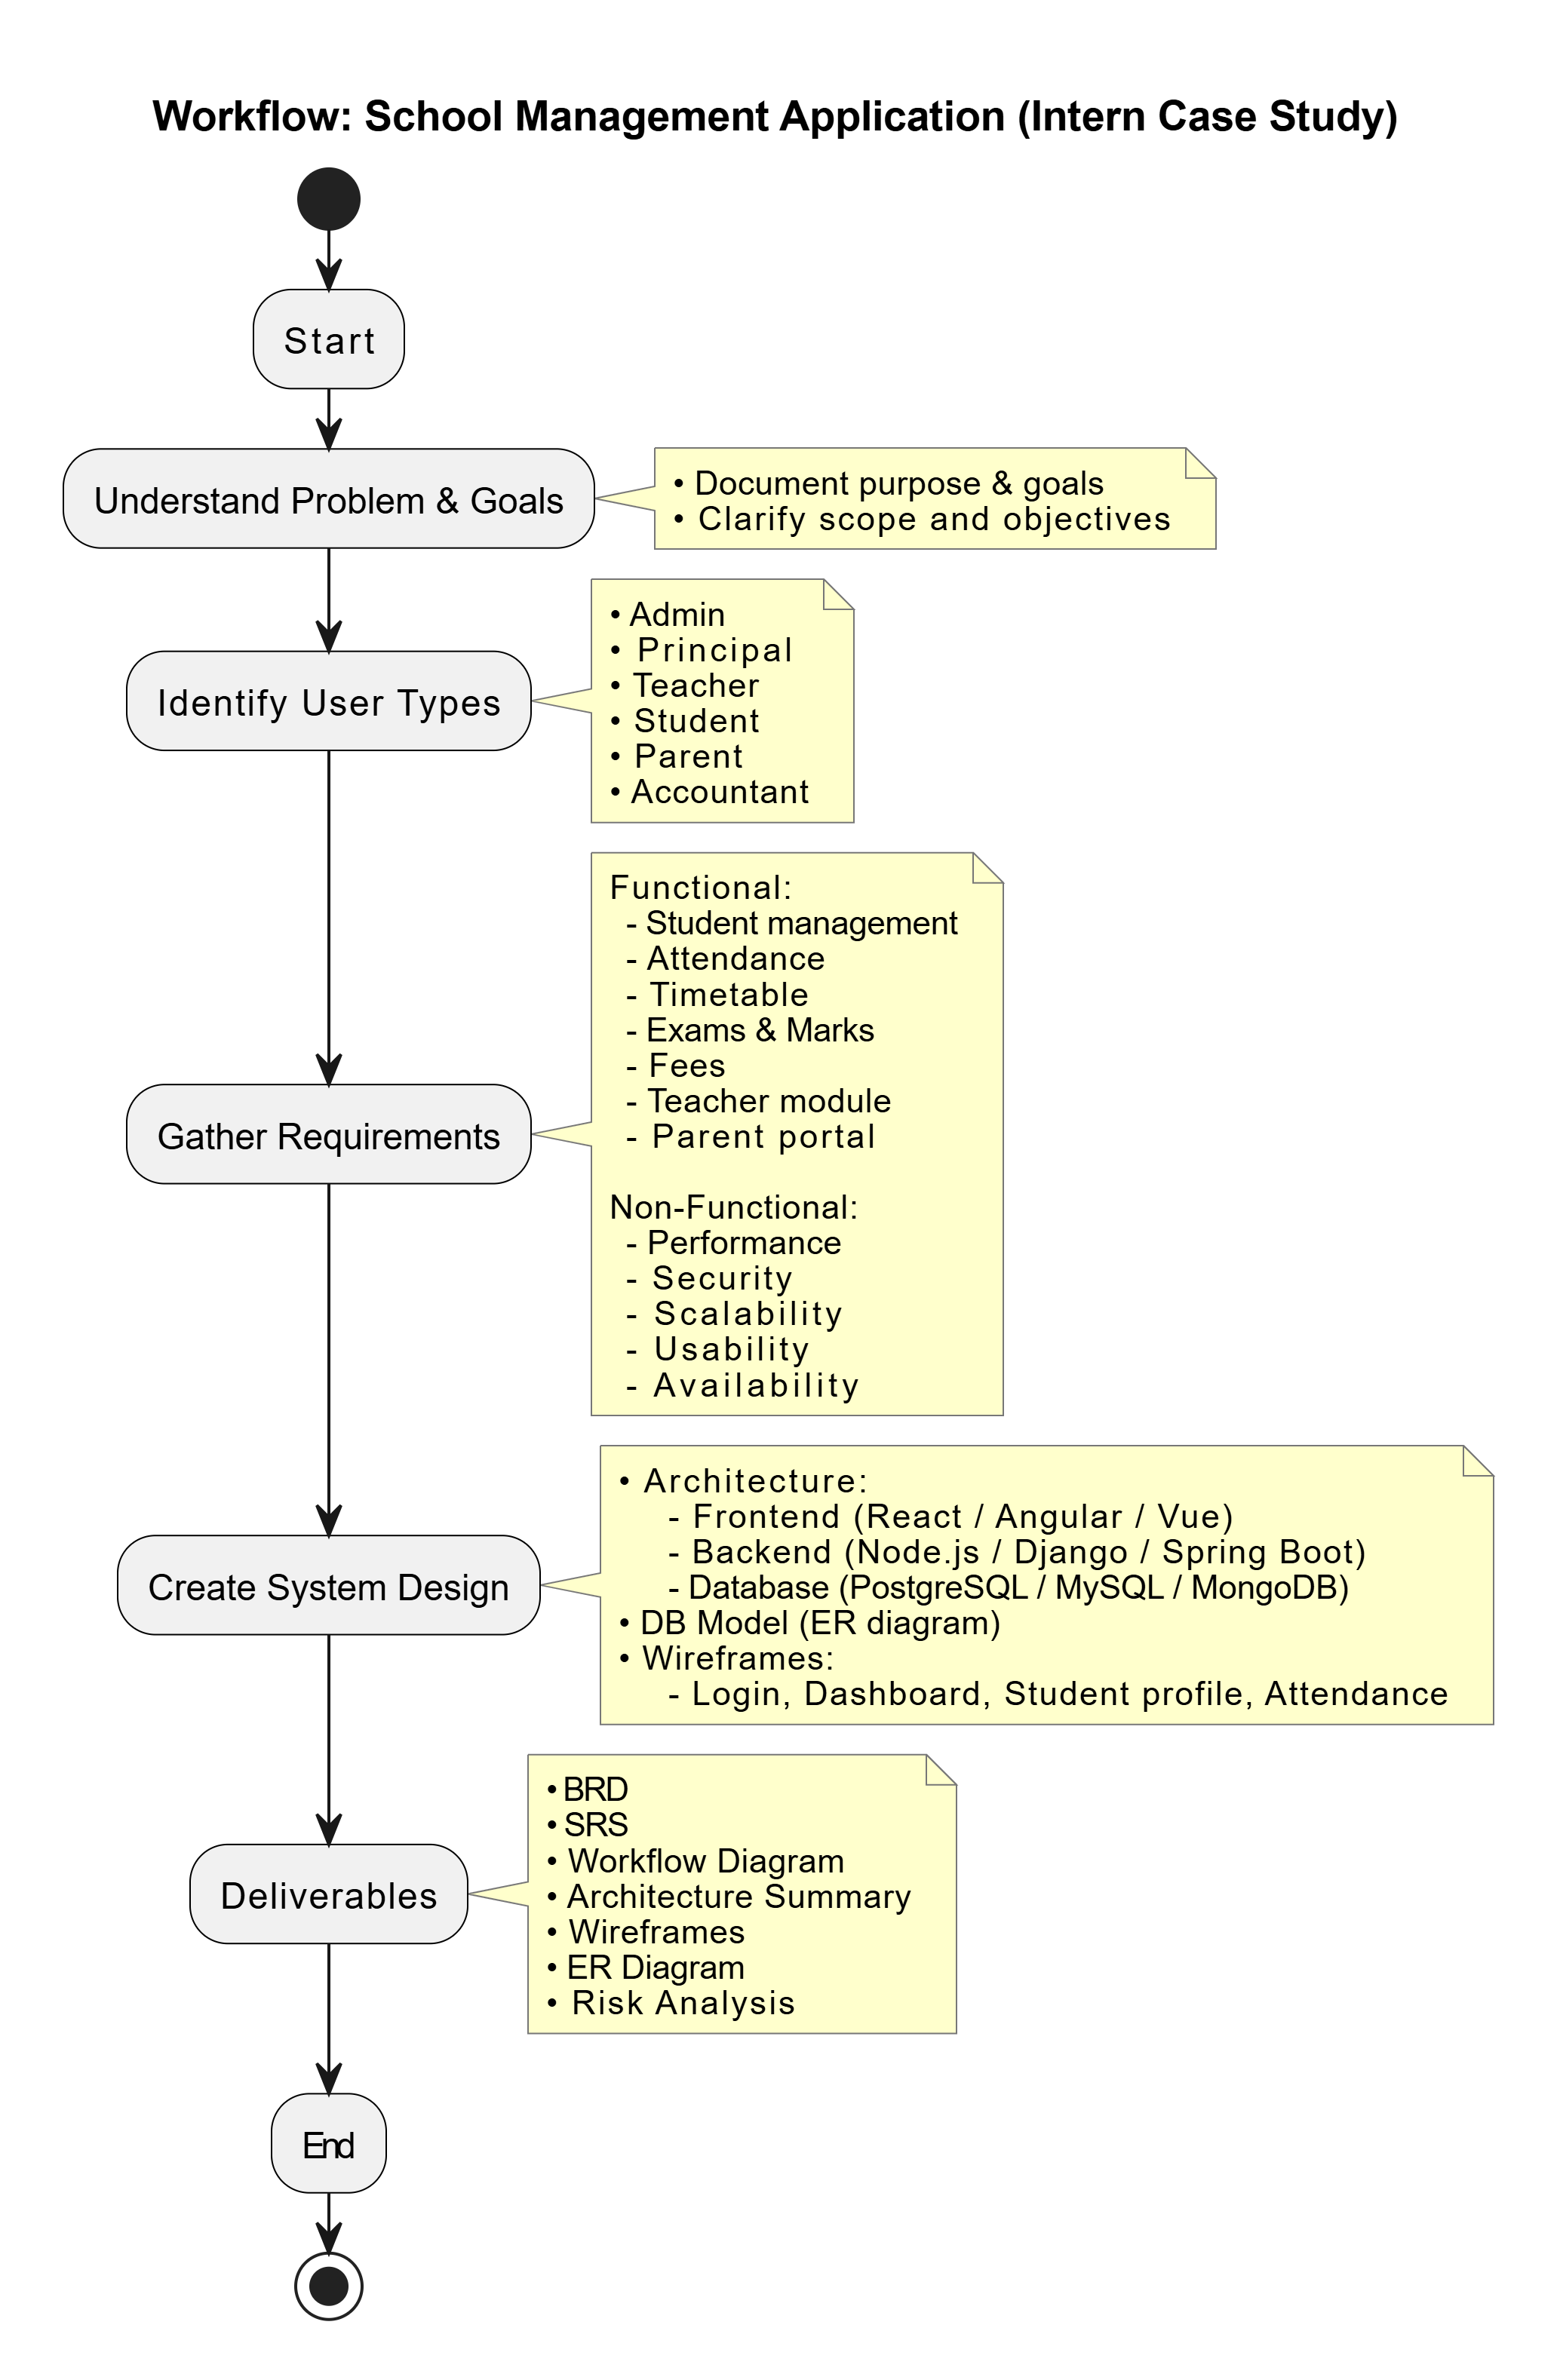 Workflow: School Management Application (Intern Case Study)
Start
Understand Problem & Goals
• Document purpose & goals
• Clarify scope and objectives
Identify User Types
• Admin
• Principal
• Teacher
• Student
• Parent
• Accountant
Gather Requirements
Functional:
- Student management
- Attendance
- Timetable
- Exams & Marks
- Fees
- Teacher module
- Parent portal
Non-Functional:
- Performance
- Security
- Scalability
- Usability
- Availability
Create System Design
• Architecture:
- Frontend (React / Angular / Vue)
- Backend (Node.js / Django / Spring Boot)
- Database (PostgreSQL / MySQL / MongoDB)
• DB Model (ER diagram)
• Wireframes:
- Login, Dashboard, Student profile, Attendance
Deliverables
• BRD
• SRS
• Workflow Diagram
• Architecture Summary
• Wireframes
• ER Diagram
• Risk Analysis
End